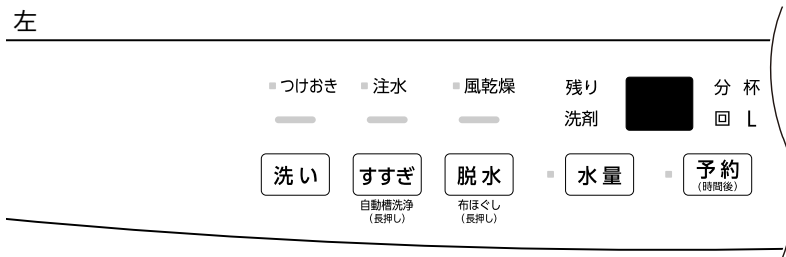 左
つけおき 注水 風乾燥 残り 分 杯
洗剤 回 L
洗い すすぎ 脱水 水量 予約
(時間後)
自動槽洗浄 布ほぐし
(長押し) (長押し)